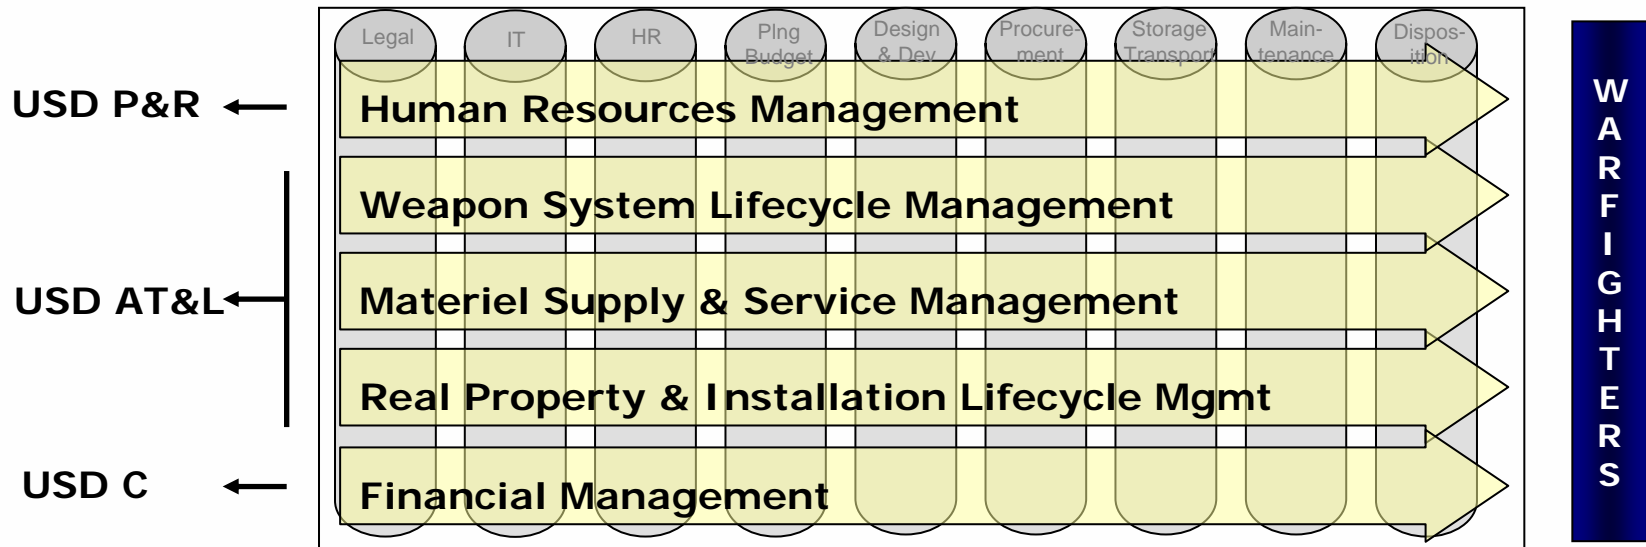 Legal
IT
HR
Plng
Budget
Design
& Dev
Procure-
ment
Storage
Transport
Main-
tenance
Dispos-
ition
USD P&R
Human Resources Management
Weapon System Lifecycle Management
USD AT&L
Materiel Supply & Service Management
Real Property & Installation Lifecycle Mgmt
USD C
Financial Management
WARFIGHTERS